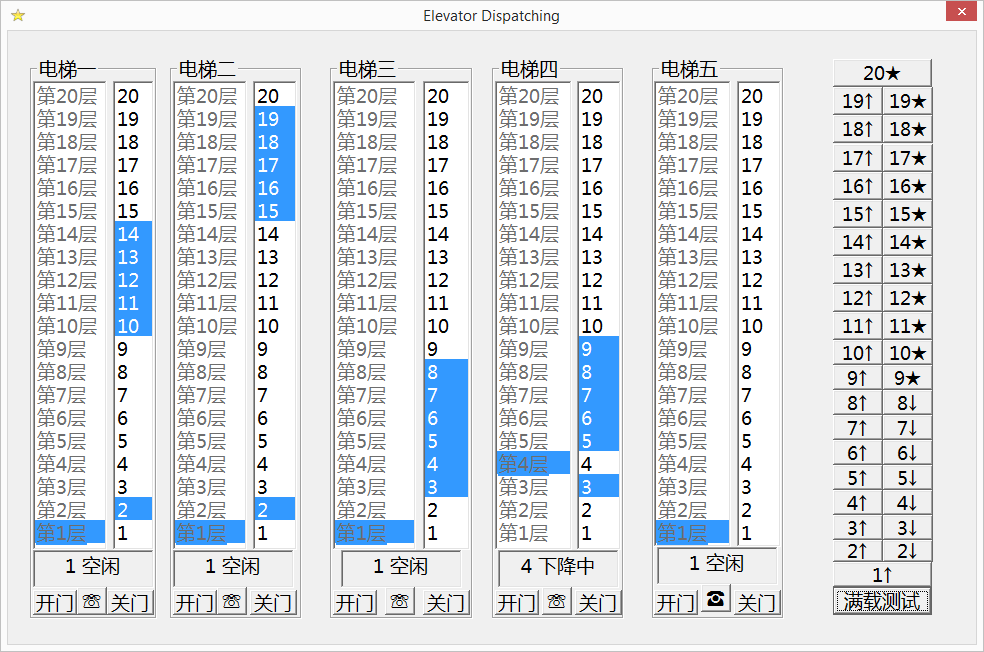 Elevator Dispatching
电梯一 电梯二 电梯三 电梯四 电梯五
第20层 20 第20层 20 第20层 20 第20层 20 第20层 20 20★
第19层 19 第19层 19 第19层 19 第19层 19 第19层 19 19↑ 19★
第18层 18 第18层 18 第18层 18 第18层 18 第18层 18 18↑ 18★
第17层 17 第17层 17 第17层 17 第17层 17 第17层 17 17↑ 17★
第16层 16 第16层 16 第16层 16 第16层 16 第16层 16 16↑ 16★
第15层 15 第15层 15 第15层 15 第15层 15 第15层 15 15↑ 15★
第14层 14 第14层 14 第14层 14 第14层 14 第14层 14 14↑ 14★
第13层 13 第13层 13 第13层 13 第13层 13 第13层 13 13↑ 13★
第12层 12 第12层 12 第12层 12 第12层 12 第12层 12 12↑ 12★
第11层 11 第11层 11 第11层 11 第11层 11 第11层 11 11↑ 11★
第10层 10 第10层 10 第10层 10 第10层 10 第10层 10 10↑ 10★
第9层 9 第9层 9 第9层 9 第9层 9 第9层 9 9↑ 9★
第8层 8 第8层 8 第8层 8 第8层 8 第8层 8 8↑ 8↓
第7层 7 第7层 7 第7层 7 第7层 7 第7层 7 7↑ 7↓
第6层 6 第6层 6 第6层 6 第6层 6 第6层 6 6↑ 6↓
第5层 5 第5层 5 第5层 5 第5层 5 第5层 5 5↑ 5↓
第4层 4 第4层 4 第4层 4 第4层 4 第4层 4 4↑ 4↓
第3层 3 第3层 3 第3层 3 第3层 3 第3层 3 3↑ 3↓
第2层 2 第2层 2 第2层 2 第2层 2 第2层 2 2↑ 2↓
第1层 1 第1层 1 第1层 1 第1层 1 第1层 1 1↑
1 空闲 1 空闲 1 空闲 4 下降中 1 空闲
开门 ☏ 关门 开门 ☏ 关门 开门 ☏ 关门 开门 ☏ 关门 开门 ☎ 关门 满载测试